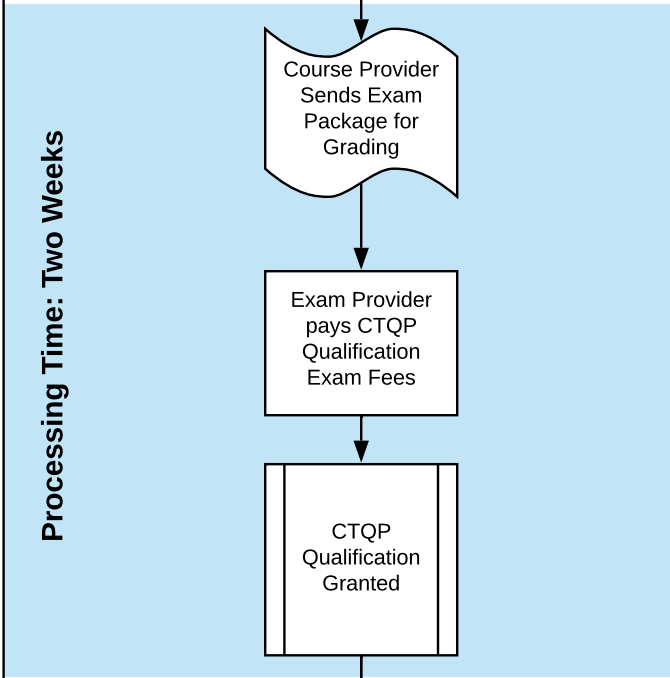 Processing Time: Two Weeks
Course Provider
Sends Exam
Package for
Grading
Exam Provider
pays CTQP
Qualification
Exam Fees
CTQP
Qualification
Granted